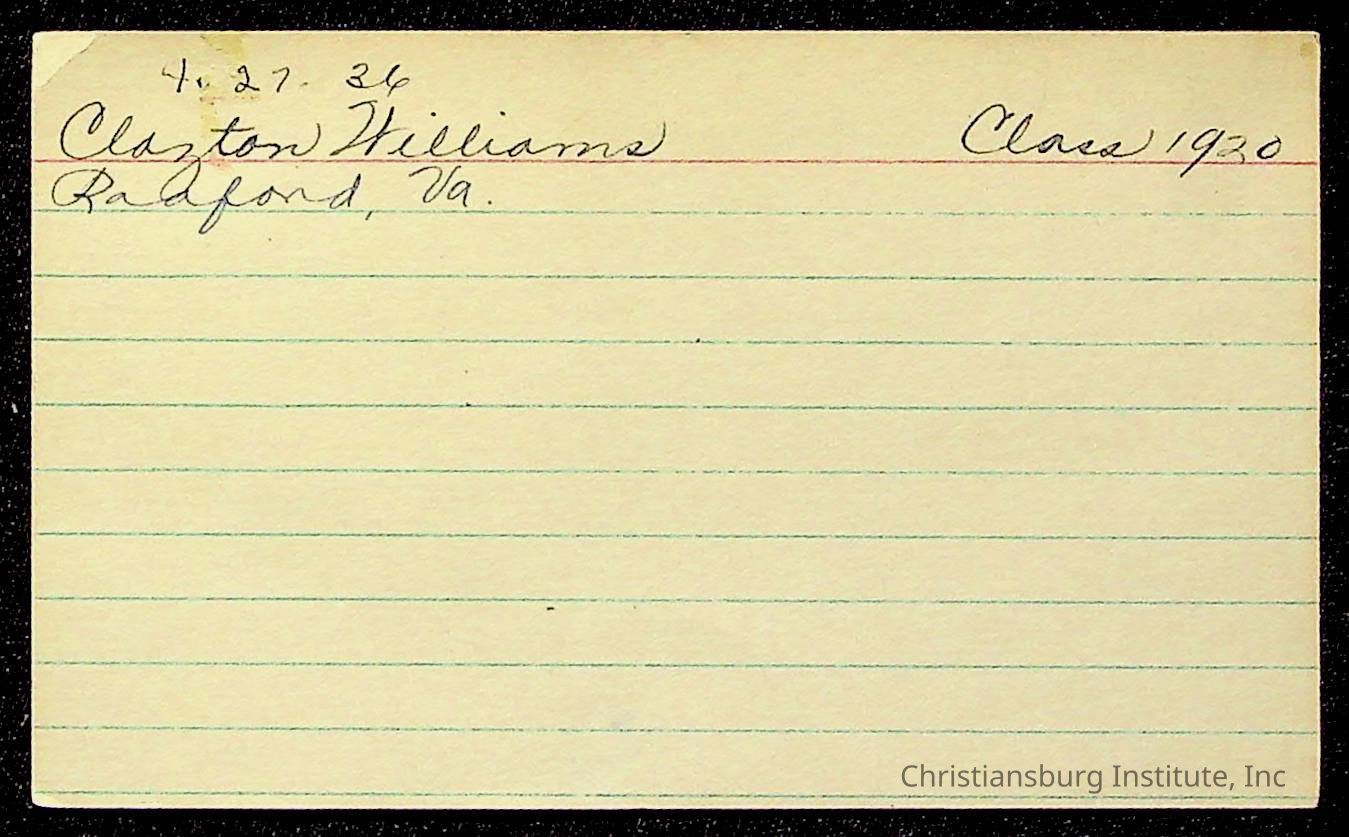 4. 27. 36
Clayton Williams Class 1920
Radford, Va.
Christiansburg Institute, Inc